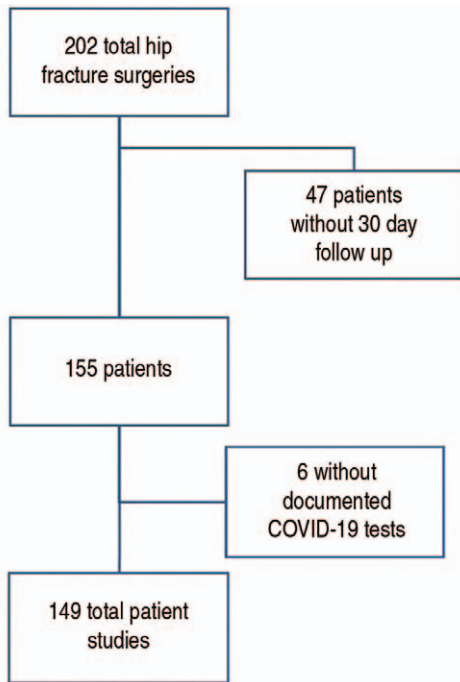 202 total hip
fracture surgeries
47 patients
without 30 day
follow up
155 patients
6 without
documented
COVID-19 tests
149 total patient
studies